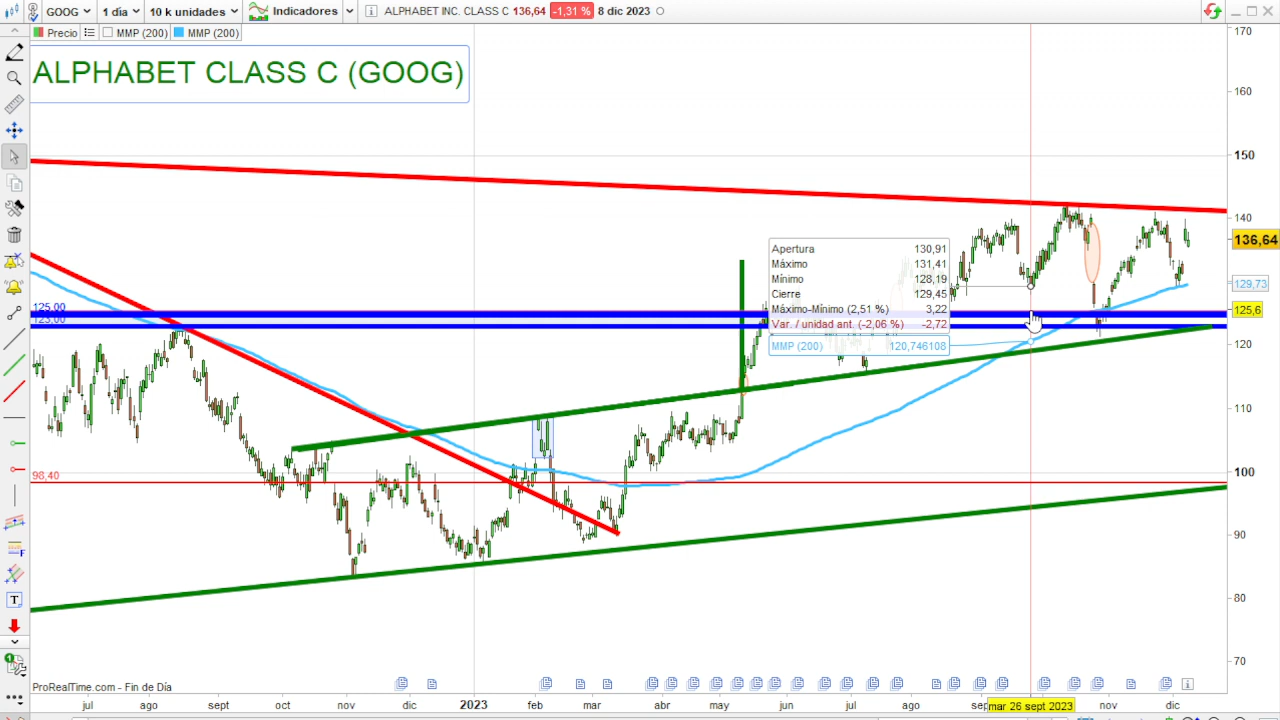 GOOG 1 día 10 k unidades Indicadores ALPHABET INC. CLASS C 136,64 -1,31 % 8 dic 2023
Precio MMP (200) MMP (200)
ALPHABET CLASS C (GOOG)
170
160
150
140
136,64
129,73
125,6
120
110
100
90
80
70
Apertura 130,91
Máximo 131,41
Mínimo 128,19
Cierre 129,45
Máximo-Mínimo (2,51 %) 3,22
Var. / unidad ant. (-2,06 %) -2,72
MMP (200) 120,746108
125,00
123,00
98,40
ProRealTime.com - Fin de Día
jul ago sept oct nov dic 2023 feb mar abr may jun jul ago mar 26 sept 2023 nov dic